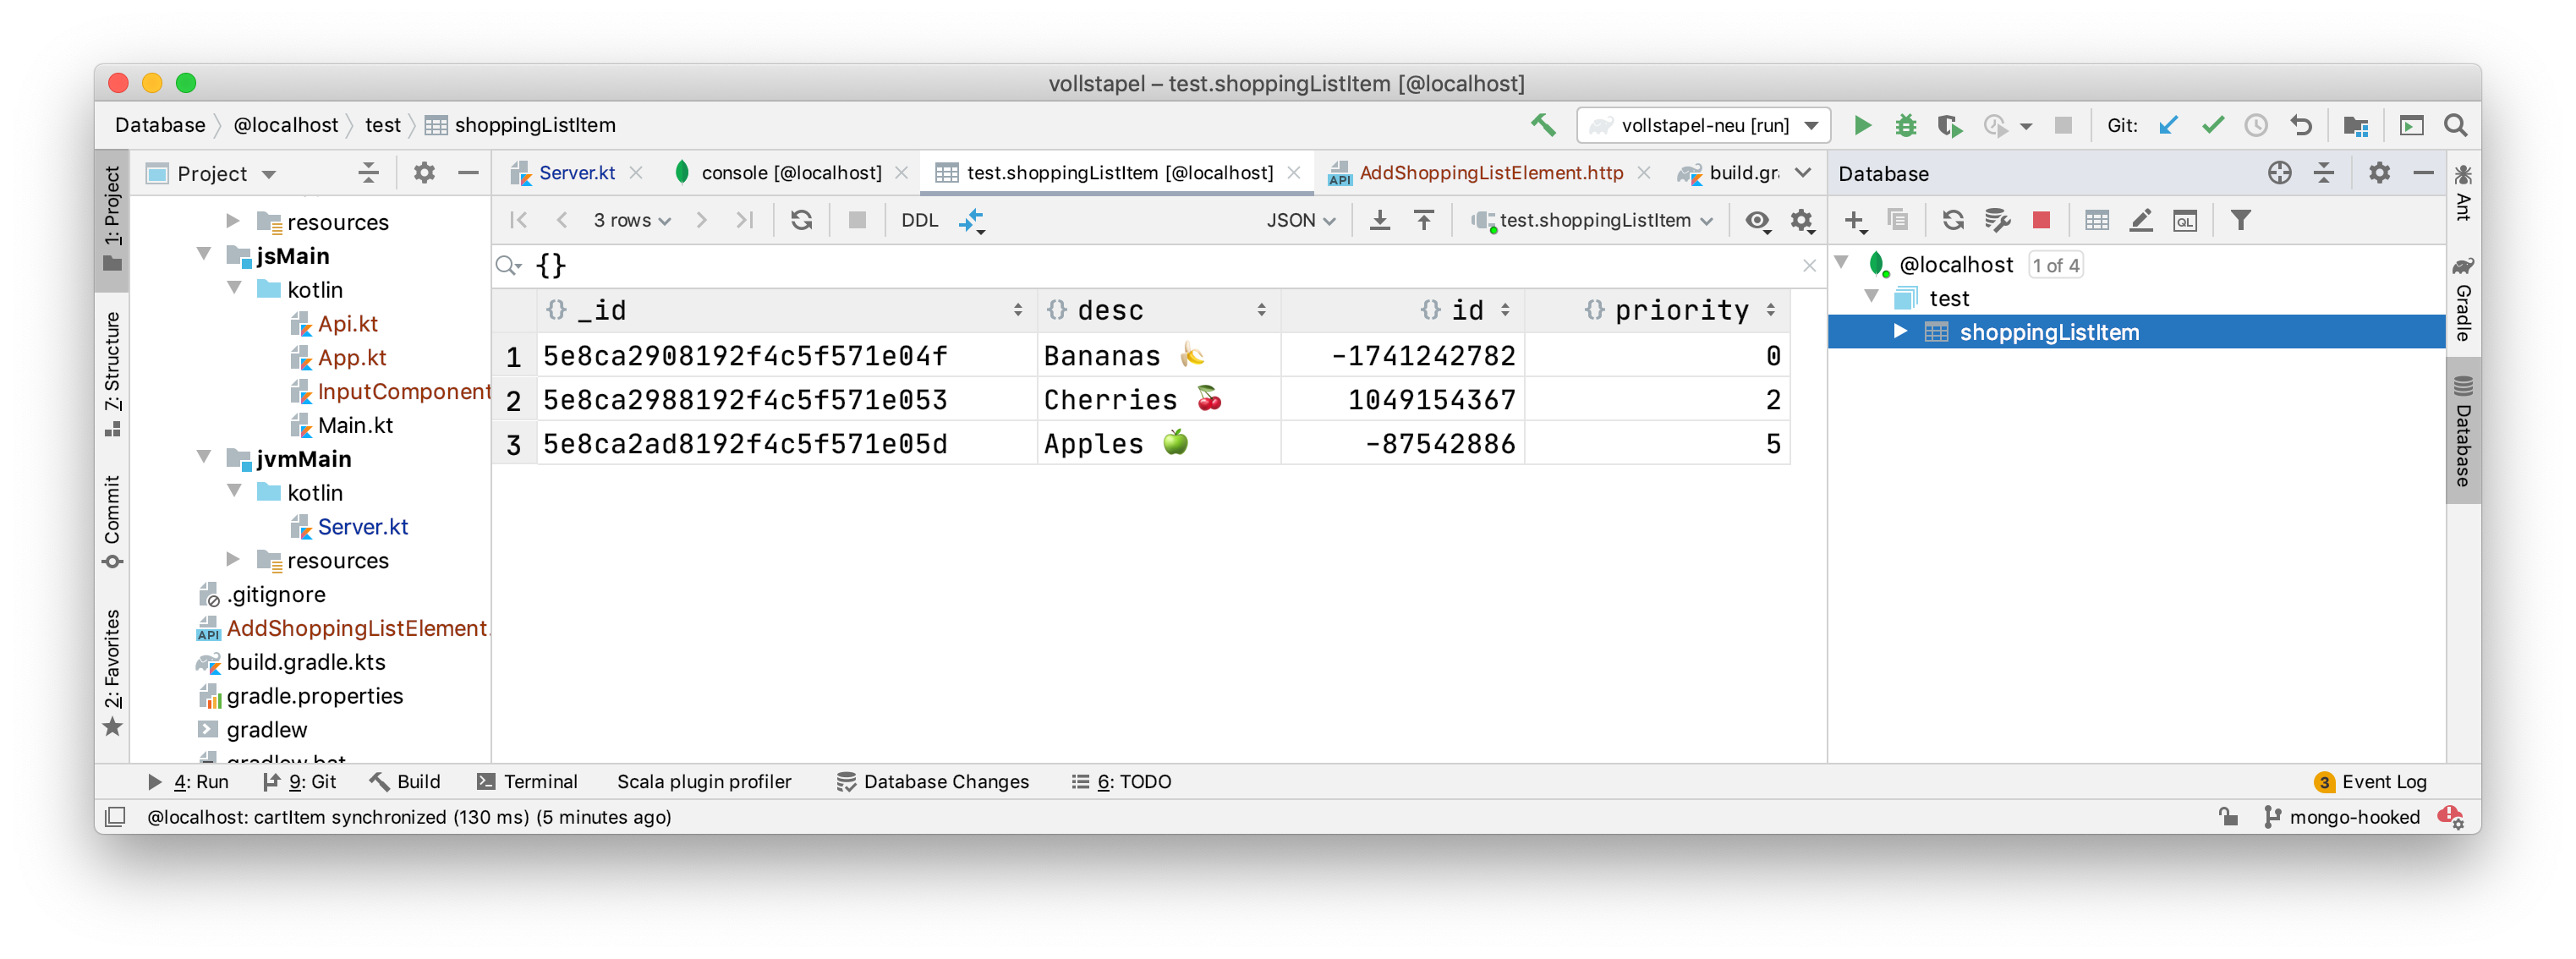 vollstapel – test.shoppingListItem [@localhost]
Database @localhost test shoppingListItem
vollstapel-neu [run] Git:
1: Project
7: Structure
Commit
2: Favorites
Project
resources
jsMain
kotlin
Api.kt
App.kt
InputComponent
Main.kt
jvmMain
kotlin
Server.kt
resources
.gitignore
API AddShoppingListElement.
build.gradle.kts
gradle.properties
gradlew
gradlew.bat
Server.kt console [@localhost] test.shoppingListItem [@localhost] API AddShoppingListElement.http build.gr
3 rows DDL JSON test.shoppingListItem
{}
{} _id {} desc {} id {} priority
1 5e8ca2908192f4c5f571e04f Bananas 🍌 -1741242782 0
2 5e8ca2988192f4c5f571e053 Cherries 🍒 1049154367 2
3 5e8ca2ad8192f4c5f571e05d Apples 🍏 -87542886 5
Database
QL
@localhost 1 of 4
test
shoppingListItem
Ant
Gradle
Database
4: Run 9: Git Build Terminal Scala plugin profiler Database Changes 6: TODO 3 Event Log
@localhost: cartItem synchronized (130 ms) (5 minutes ago) mongo-hooked